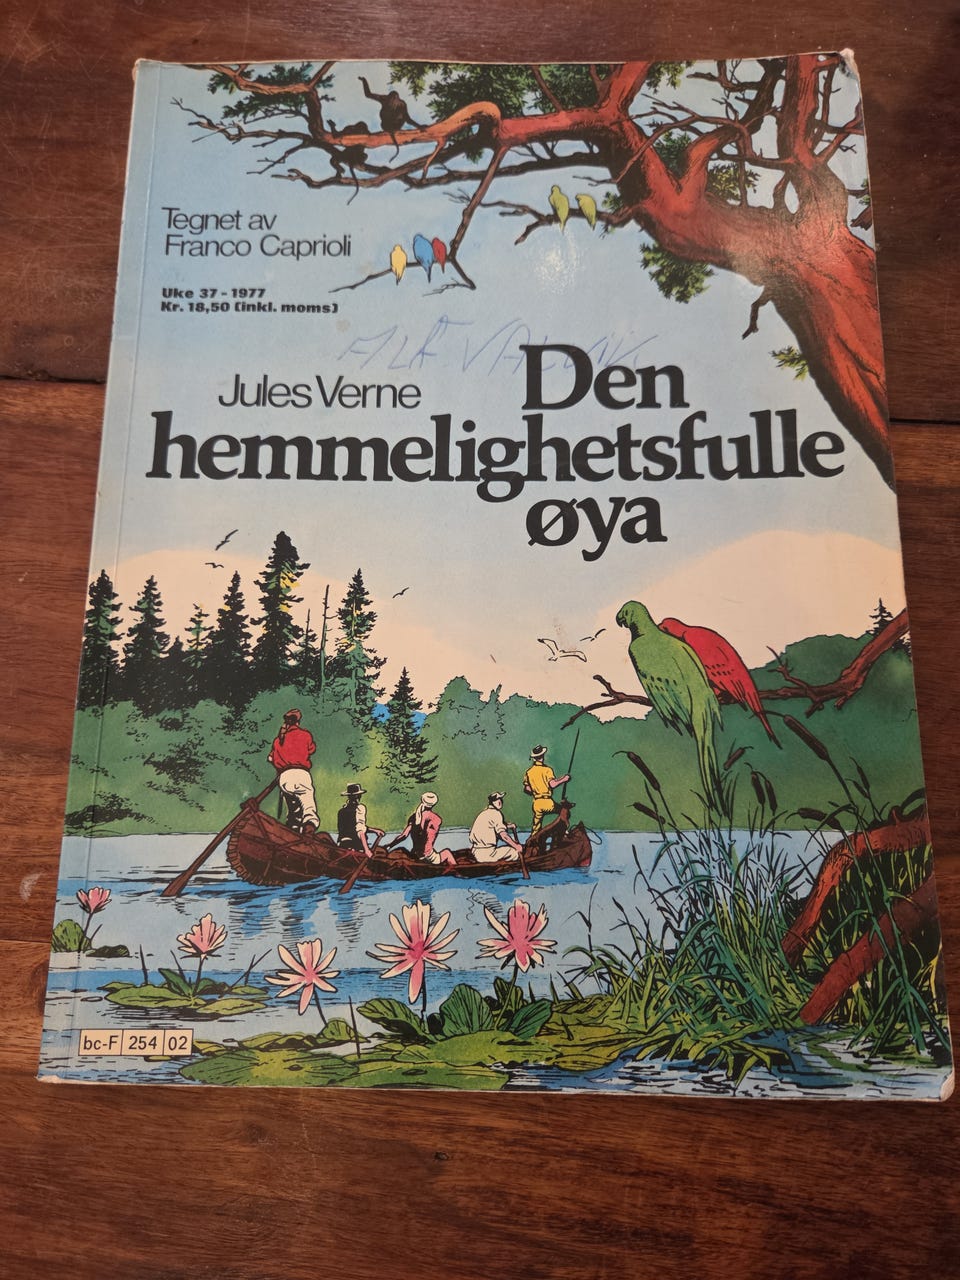 Tegnet av
Franco Caprioli
Uke 37 - 1977
Kr. 18,50 (inkl. moms)
Jules Verne
Den
hemmelighetsfulle
øya
bc-F 254 02